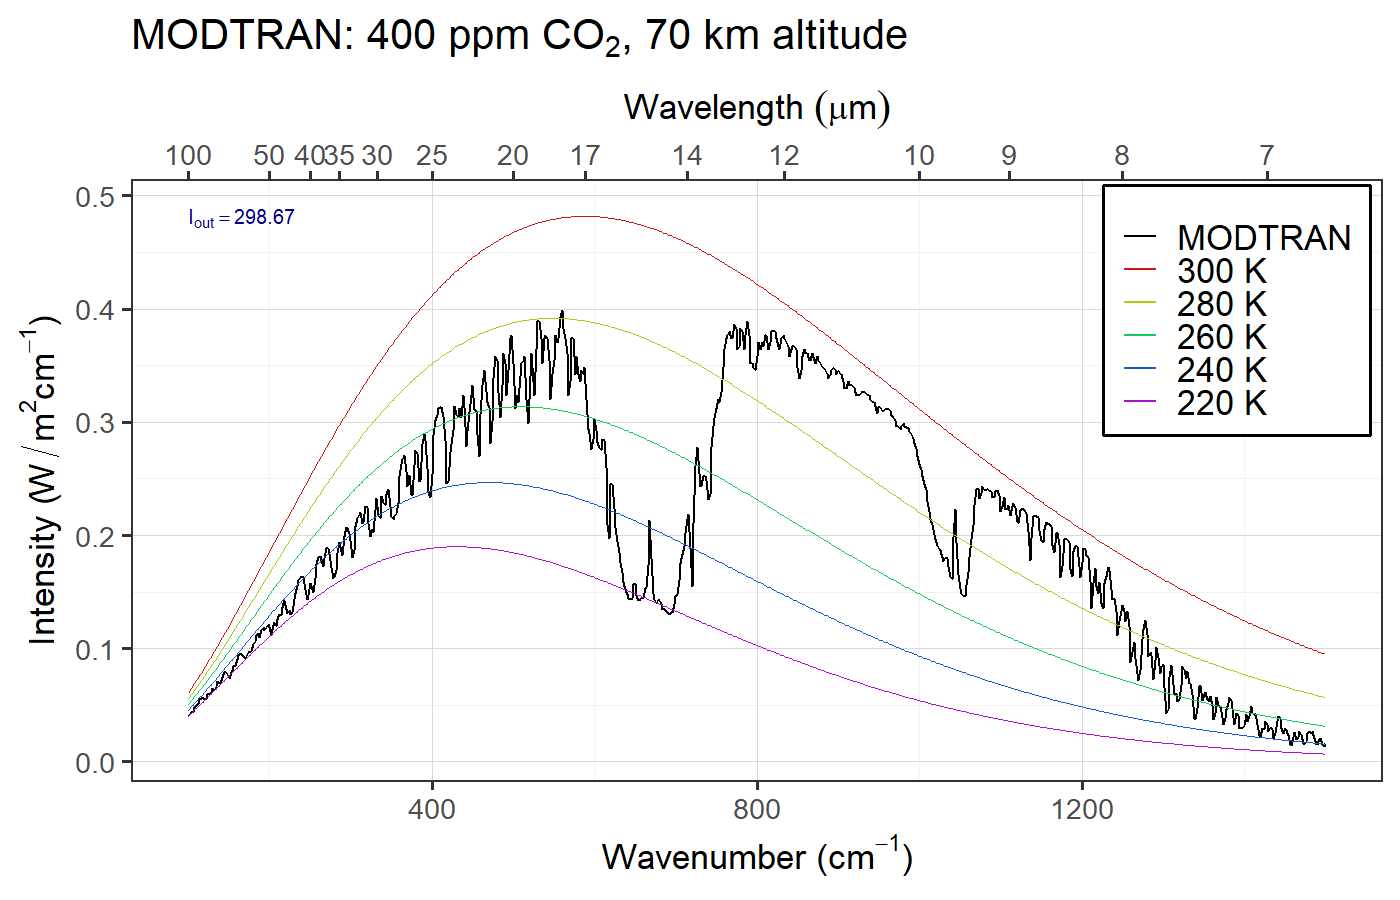 MODTRAN: 400 ppm CO₂, 70 km altitude
Wavelength (μm)
100 50 40 35 30 25 20 17 14 12 10 9 8 7
0.5
0.4
0.3
0.2
0.1
0.0
Intensity (W / m²cm⁻¹)
I_out = 298.67
MODTRAN
300 K
280 K
260 K
240 K
220 K
400 800 1200
Wavenumber (cm⁻¹)